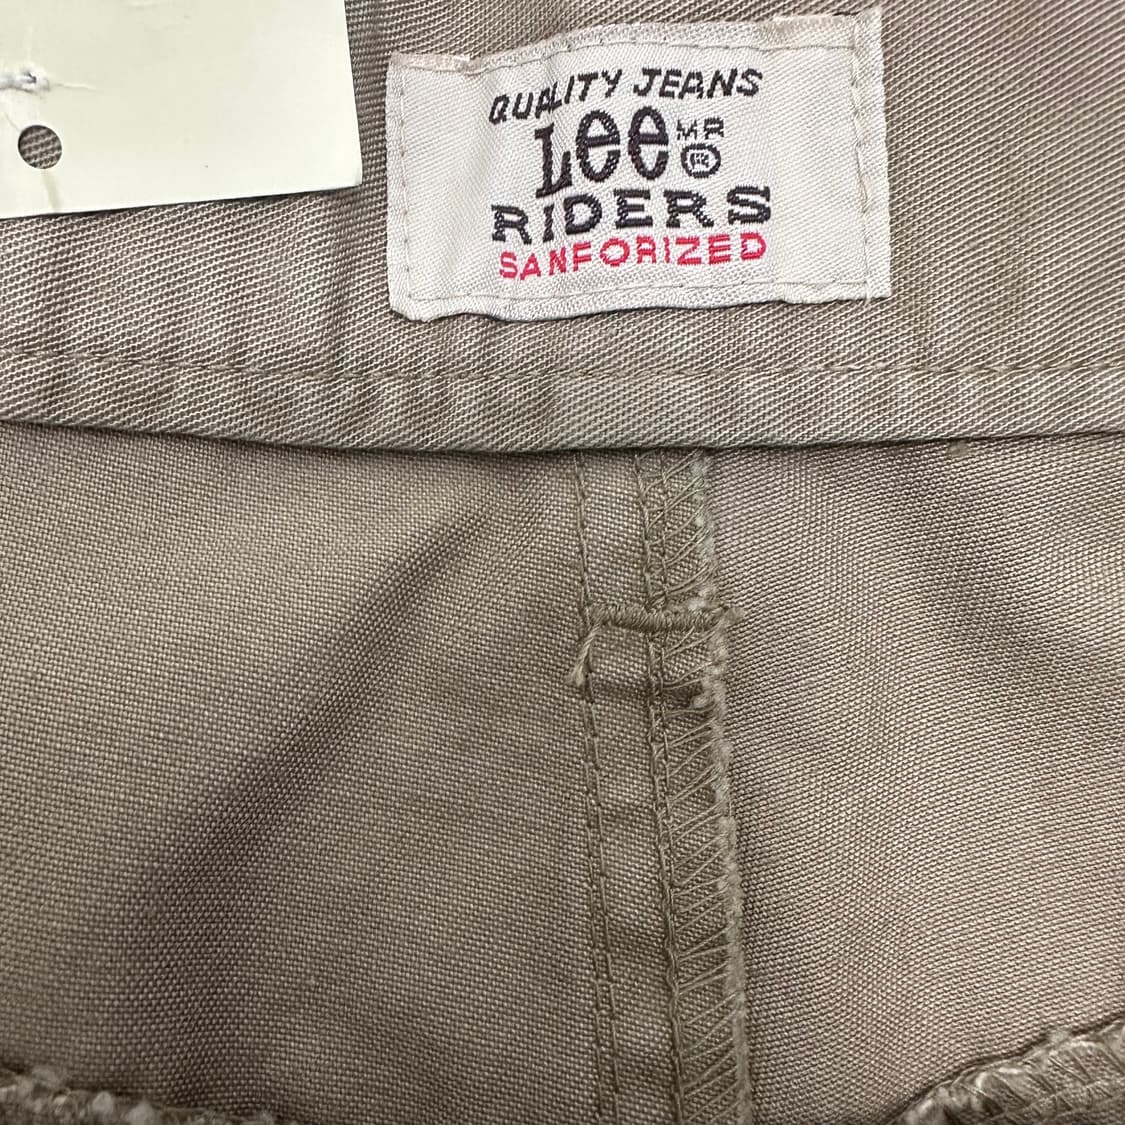 QUALITY JEANS
Lee MR ®
RIDERS
SANFORIZED